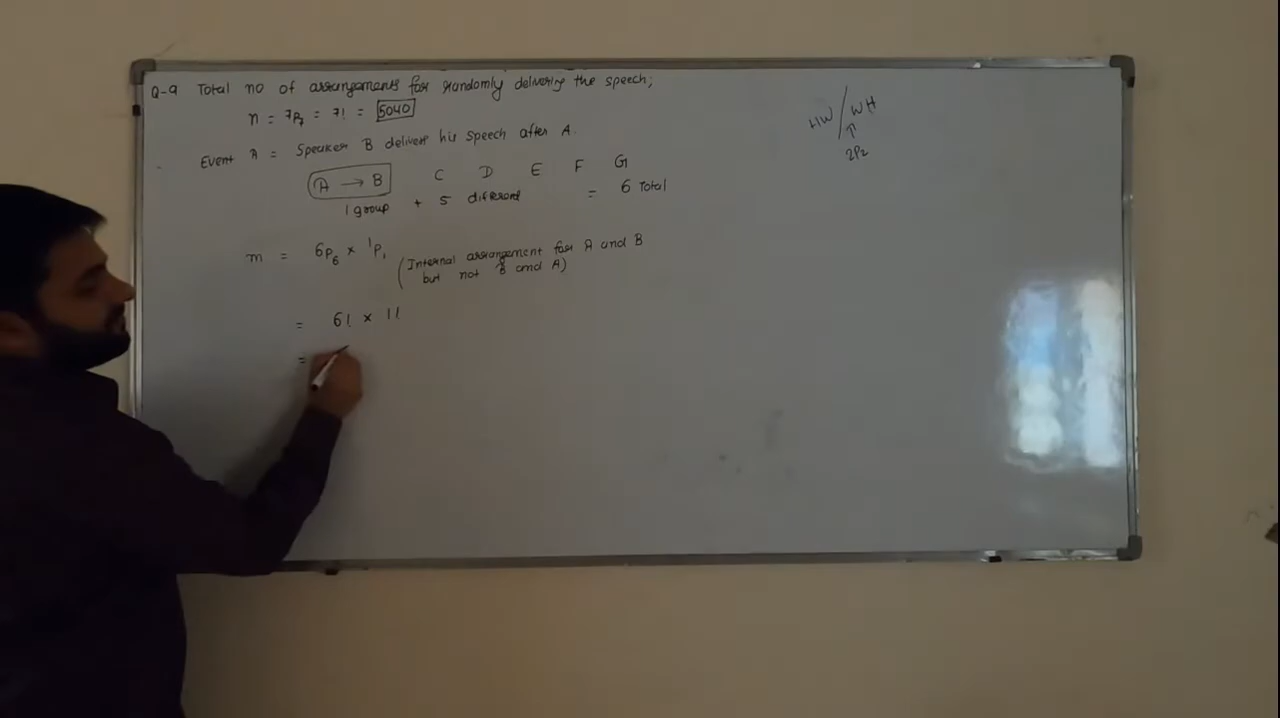 Q-9 Total no of arrangements for randomly delivering the speech;
n = 7P7 = 7! = 5040
Event A = Speaker B deliver his speech after A.
A → B C D E F G
1 group + 5 different = 6 Total
m = 6P6 × 1P1 (Internal arrangement for A and B
but not B and A)
= 6! × 1!
=
HW / WH
↑
2P2